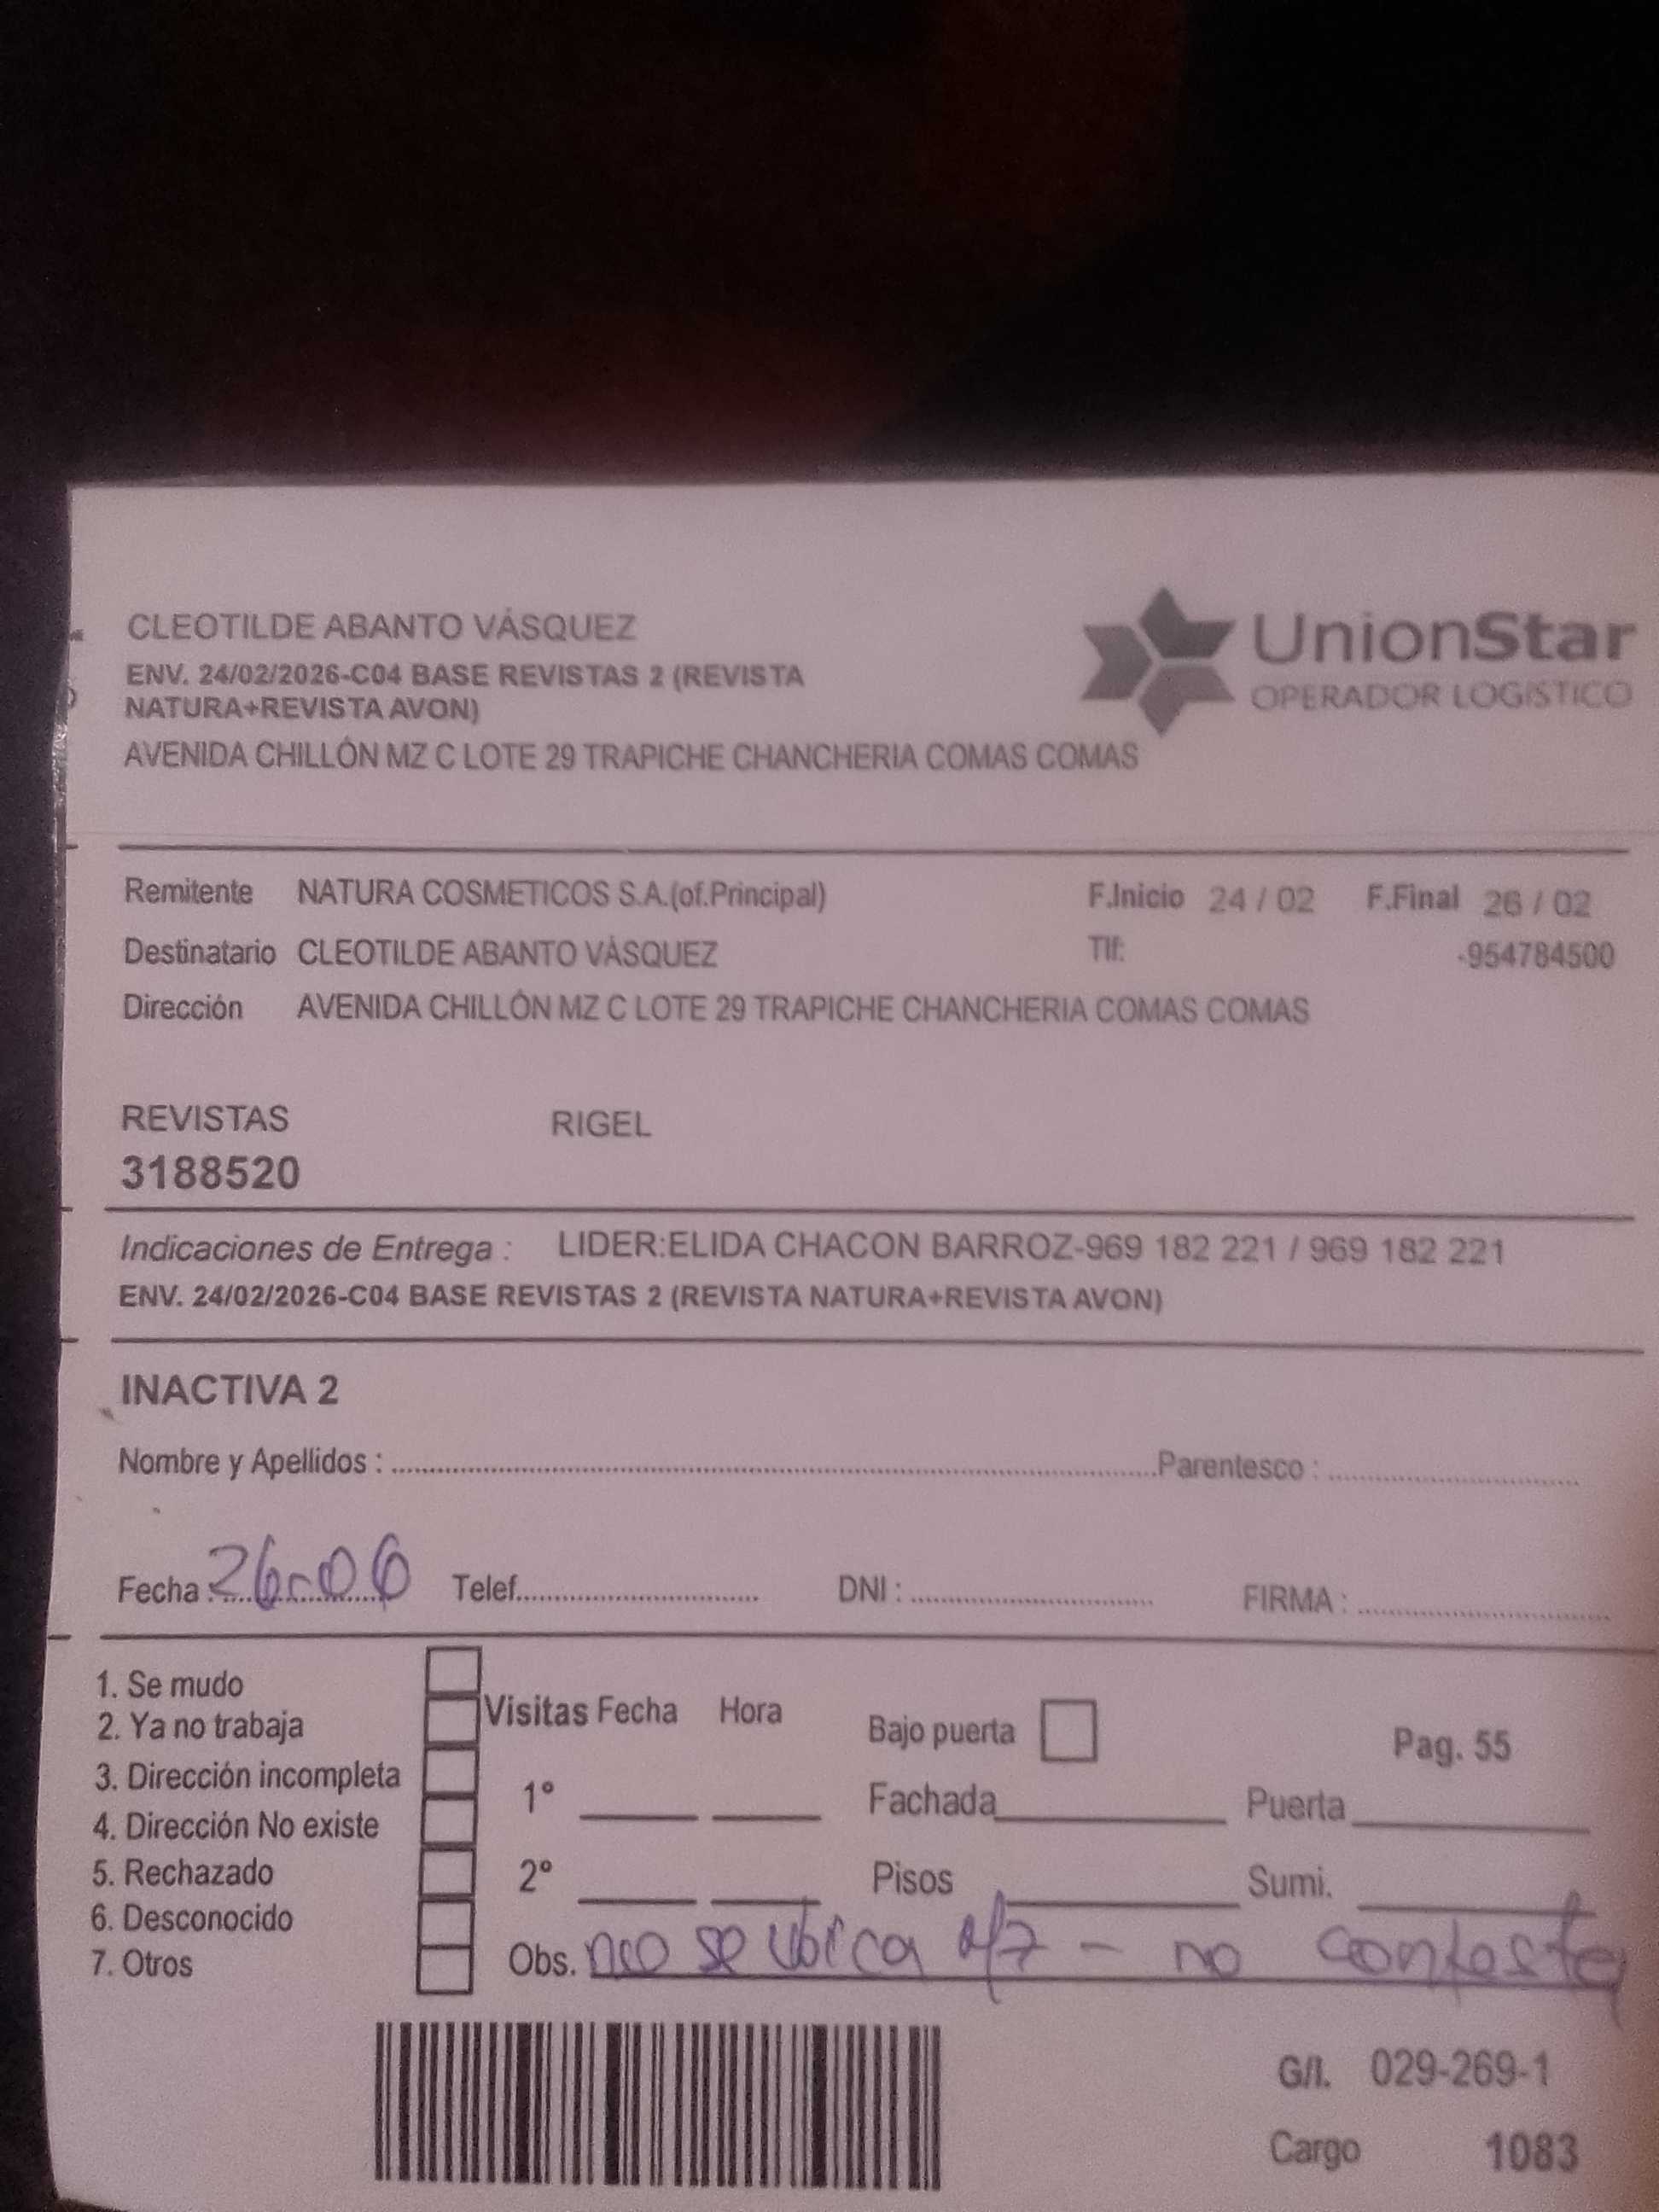 CLEOTILDE ABANTO VÁSQUEZ
ENV. 24/02/2026-C04 BASE REVISTAS 2 (REVISTA
NATURA+REVISTA AVON)
AVENIDA CHILLÓN MZ C LOTE 29 TRAPICHE CHANCHERIA COMAS COMAS
UnionStar
OPERADOR LOGISTICO
Remitente NATURA COSMETICOS S.A.(of.Principal) F.Inicio 24 / 02 F.Final 26 / 02
Destinatario CLEOTILDE ABANTO VÁSQUEZ Tlf: -954784500
Dirección AVENIDA CHILLÓN MZ C LOTE 29 TRAPICHE CHANCHERIA COMAS COMAS
REVISTAS RIGEL
3188520
Indicaciones de Entrega : LIDER:ELIDA CHACON BARROZ-969 182 221 / 969 182 221
ENV. 24/02/2026-C04 BASE REVISTAS 2 (REVISTA NATURA+REVISTA AVON)
INACTIVA 2
Nombre y Apellidos : Parentesco :
Fecha : 26-0 Telef. DNI : FIRMA :
1. Se mudo
2. Ya no trabaja Visitas Fecha Hora Bajo puerta Pag. 55
3. Dirección incompleta 1° Fachada Puerta
4. Dirección No existe
5. Rechazado 2° Pisos Sumi.
6. Desconocido
7. Otros Obs. no se ubica - no contesta
G/I. 029-269-1
Cargo 1083